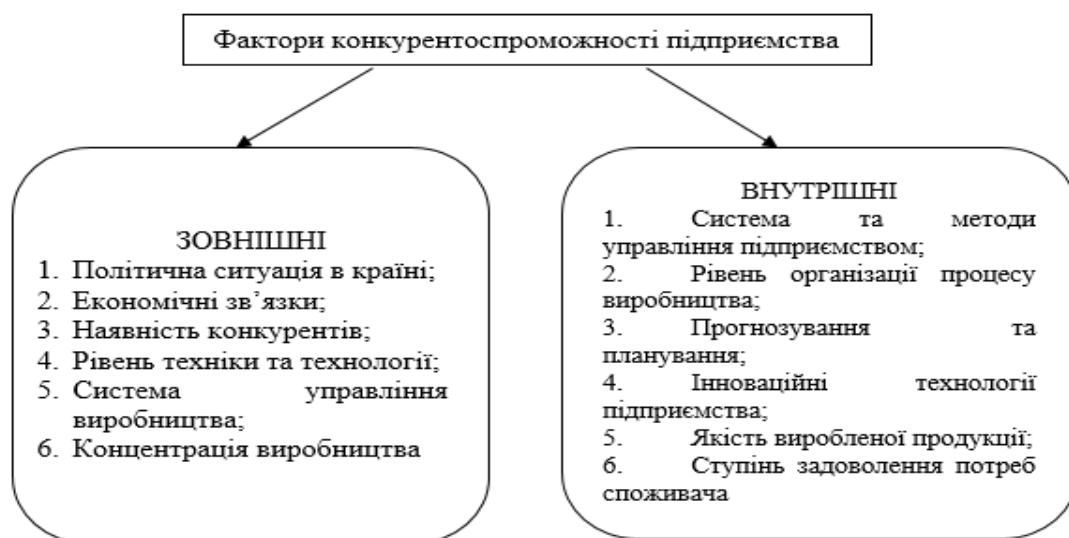 Фактори конкурентоспроможності підприємства
ЗОВНІШНІ
1. Політична ситуація в країні;
2. Економічні зв’язки;
3. Наявність конкурентів;
4. Рівень техніки та технології;
5. Система управління
виробництва;
6. Концентрація виробництва
ВНУТРІШНІ
1. Система та методи
управління підприємством;
2. Рівень організації процесу
виробництва;
3. Прогнозування та
планування;
4. Інноваційні технології
підприємства;
5. Якість виробленої продукції;
6. Ступінь задоволення потреб
споживача